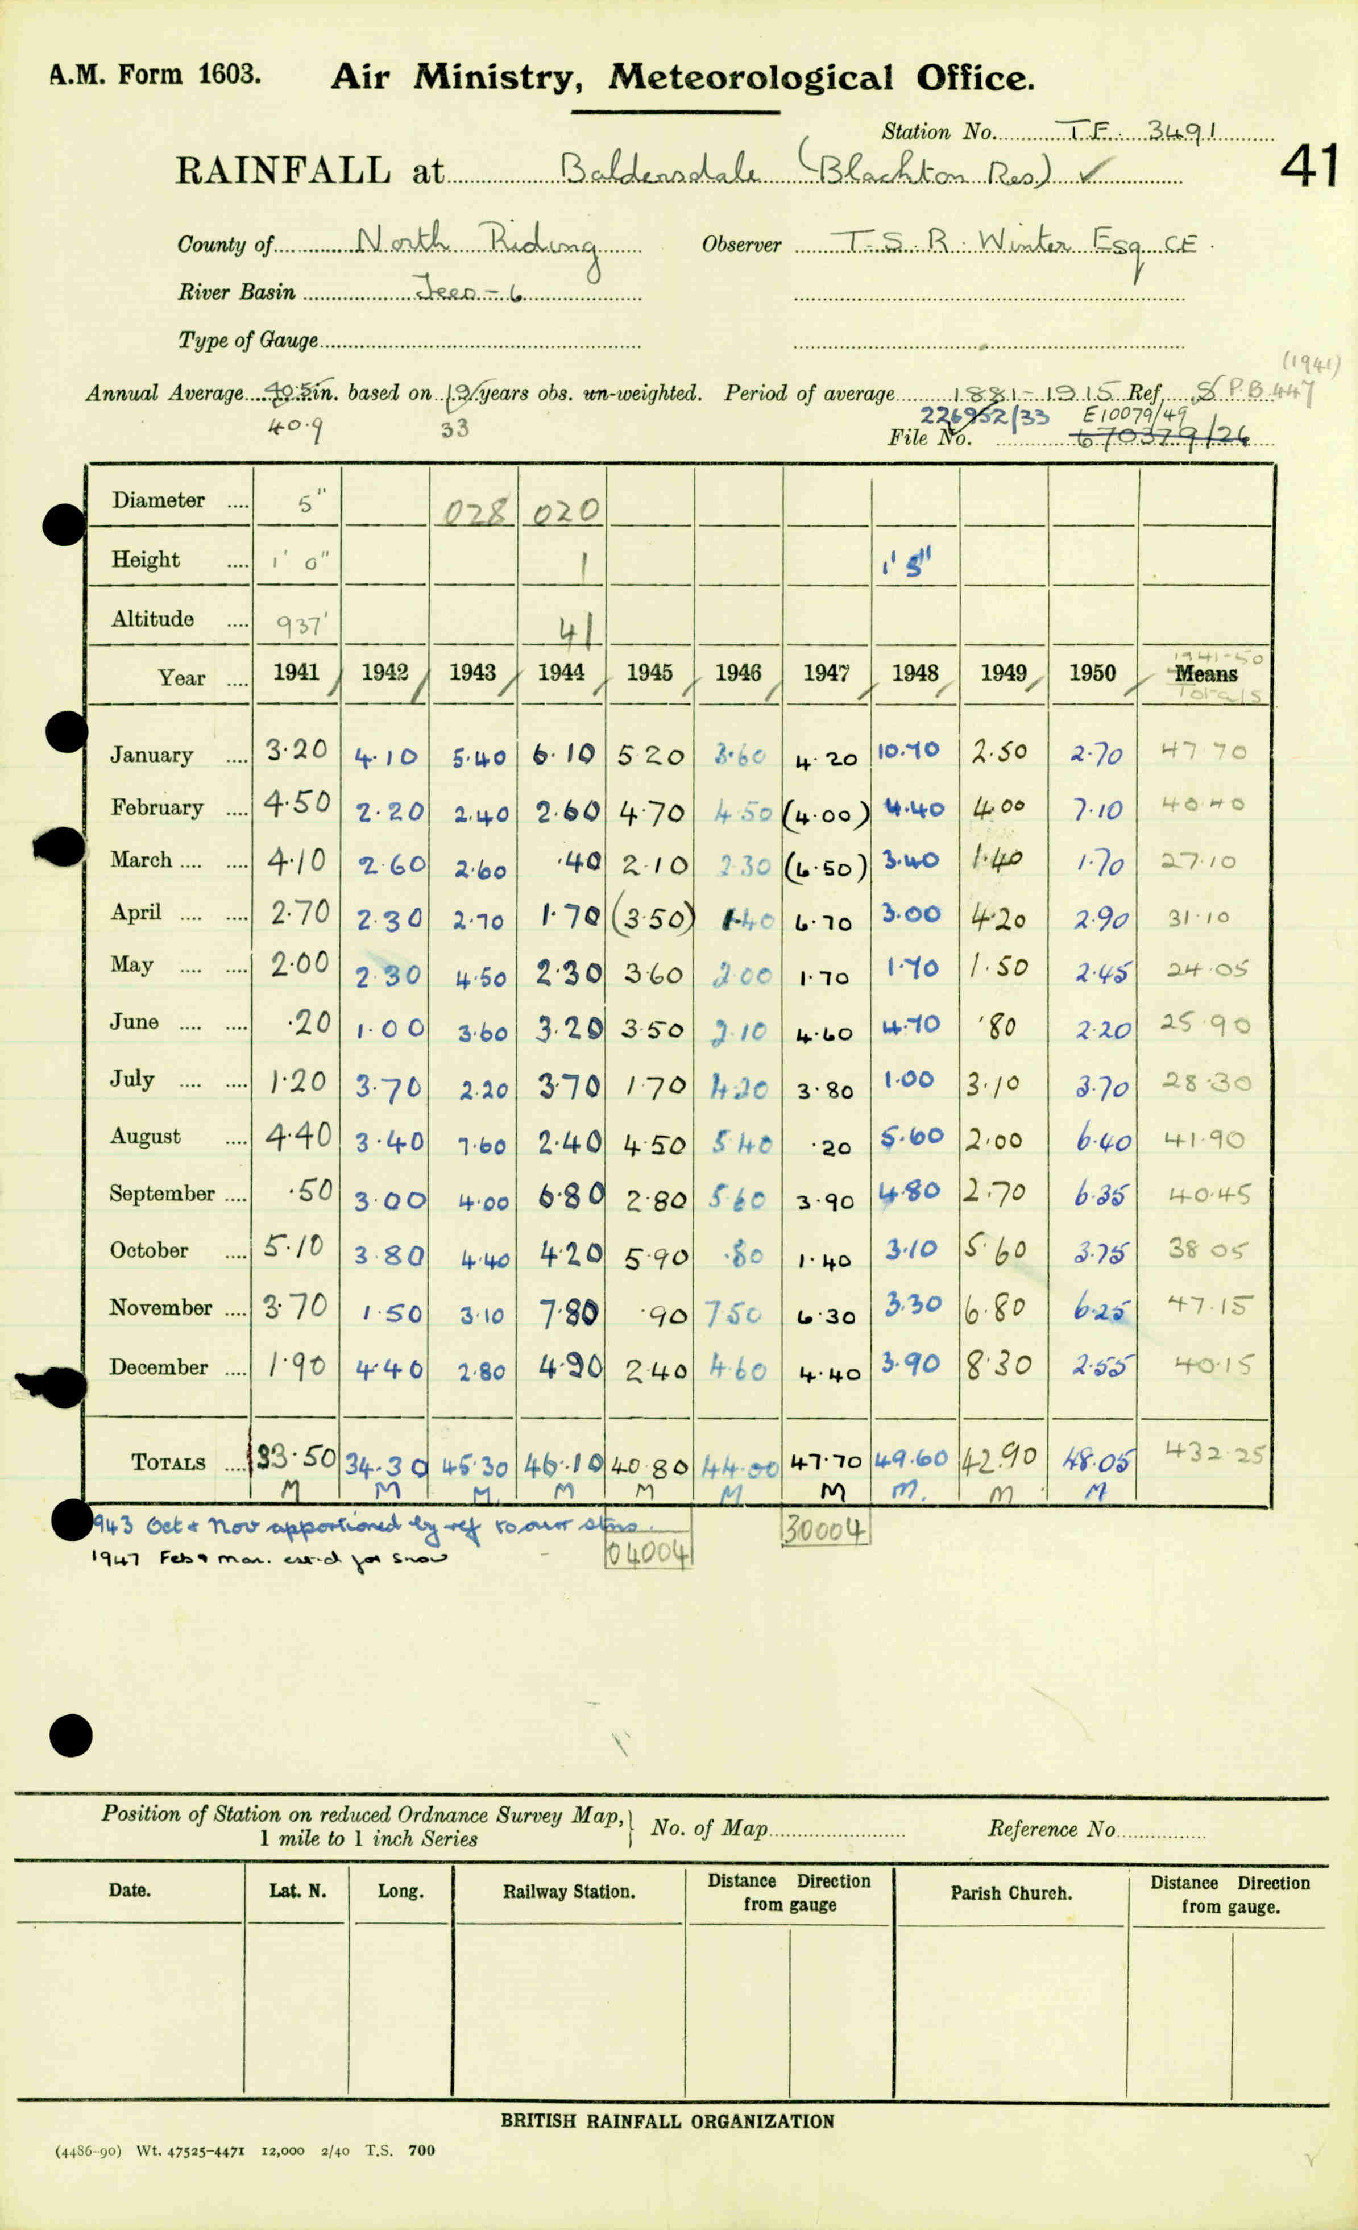 A.M. Form 1603. Air Ministry, Meteorological Office.
Station No. T.F. 3491
RAINFALL at Baldersdale (Blackton Res.) ✓ 41
County of North Riding Observer T. S. R. Winter Esq CE.
River Basin Tees - 6
Type of Gauge
(1941)
Annual Average 40.5 in. based on 19 years obs. un-weighted. Period of average 1881 - 1915 Ref. S P.B 447
40.9 33 226952/33 E10079/49
File No. 670379/26
Diameter .... 5" 028 020
Height .... 1' 0" 1 1' 5"
Altitude .... 937' 41
1941-50
Year .... 1941 1942 1943 1944 1945 1946 1947 1948 1949 1950 Means
Totals
January .... 3.20 4.10 5.40 6.10 5.20 3.60 4.20 10.70 2.50 2.70 47.70
February .... 4.50 2.20 2.40 2.60 4.70 4.50 (4.00) 4.40 4.00 7.10 40.40
March .... .... 4.10 2.60 2.60 .40 2.10 2.30 (6.50) 3.40 1.40 1.70 27.10
April .... .... 2.70 2.30 2.70 1.70 (3.50) 1.40 6.70 3.00 4.20 2.90 31.10
May .... .... 2.00 2.30 4.50 2.30 3.60 2.00 1.70 1.70 1.50 2.45 24.05
June .... .... .20 1.00 3.60 3.20 3.50 2.10 4.60 4.70 .80 2.20 25.90
July .... .... 1.20 3.70 2.20 3.70 1.70 4.20 3.80 1.00 3.10 3.70 28.30
August .... 4.40 3.40 7.60 2.40 4.50 5.40 .20 5.60 2.00 6.40 41.90
September .... .50 3.00 4.00 6.80 2.80 5.60 3.90 4.80 2.70 6.35 40.45
October .... 5.10 3.80 4.40 4.20 5.90 .80 1.40 3.10 5.60 3.75 38.05
November .... 3.70 1.50 3.10 7.80 .90 7.50 6.30 3.30 6.80 6.25 47.15
December .... 1.90 4.40 2.80 4.90 2.40 4.60 4.40 3.90 8.30 2.55 40.15
TOTALS .... 33.50 34.30 45.30 46.10 40.80 44.00 47.70 49.60 42.90 48.05 432.25
M M M. M M M M M. M M
943 Oct & Nov apportioned by ref to surr stns. 30004
1947 Feb & Mar. est'd for snow 04004
Position of Station on reduced Ordnance Survey Map, } No. of Map Reference No
1 mile to 1 inch Series
Date. Lat. N. Long. Railway Station. Distance Direction from gauge Parish Church. Distance Direction from gauge.
BRITISH RAINFALL ORGANIZATION
(4486-90) Wt. 47525-4471 12,000 2/40 T.S. 700